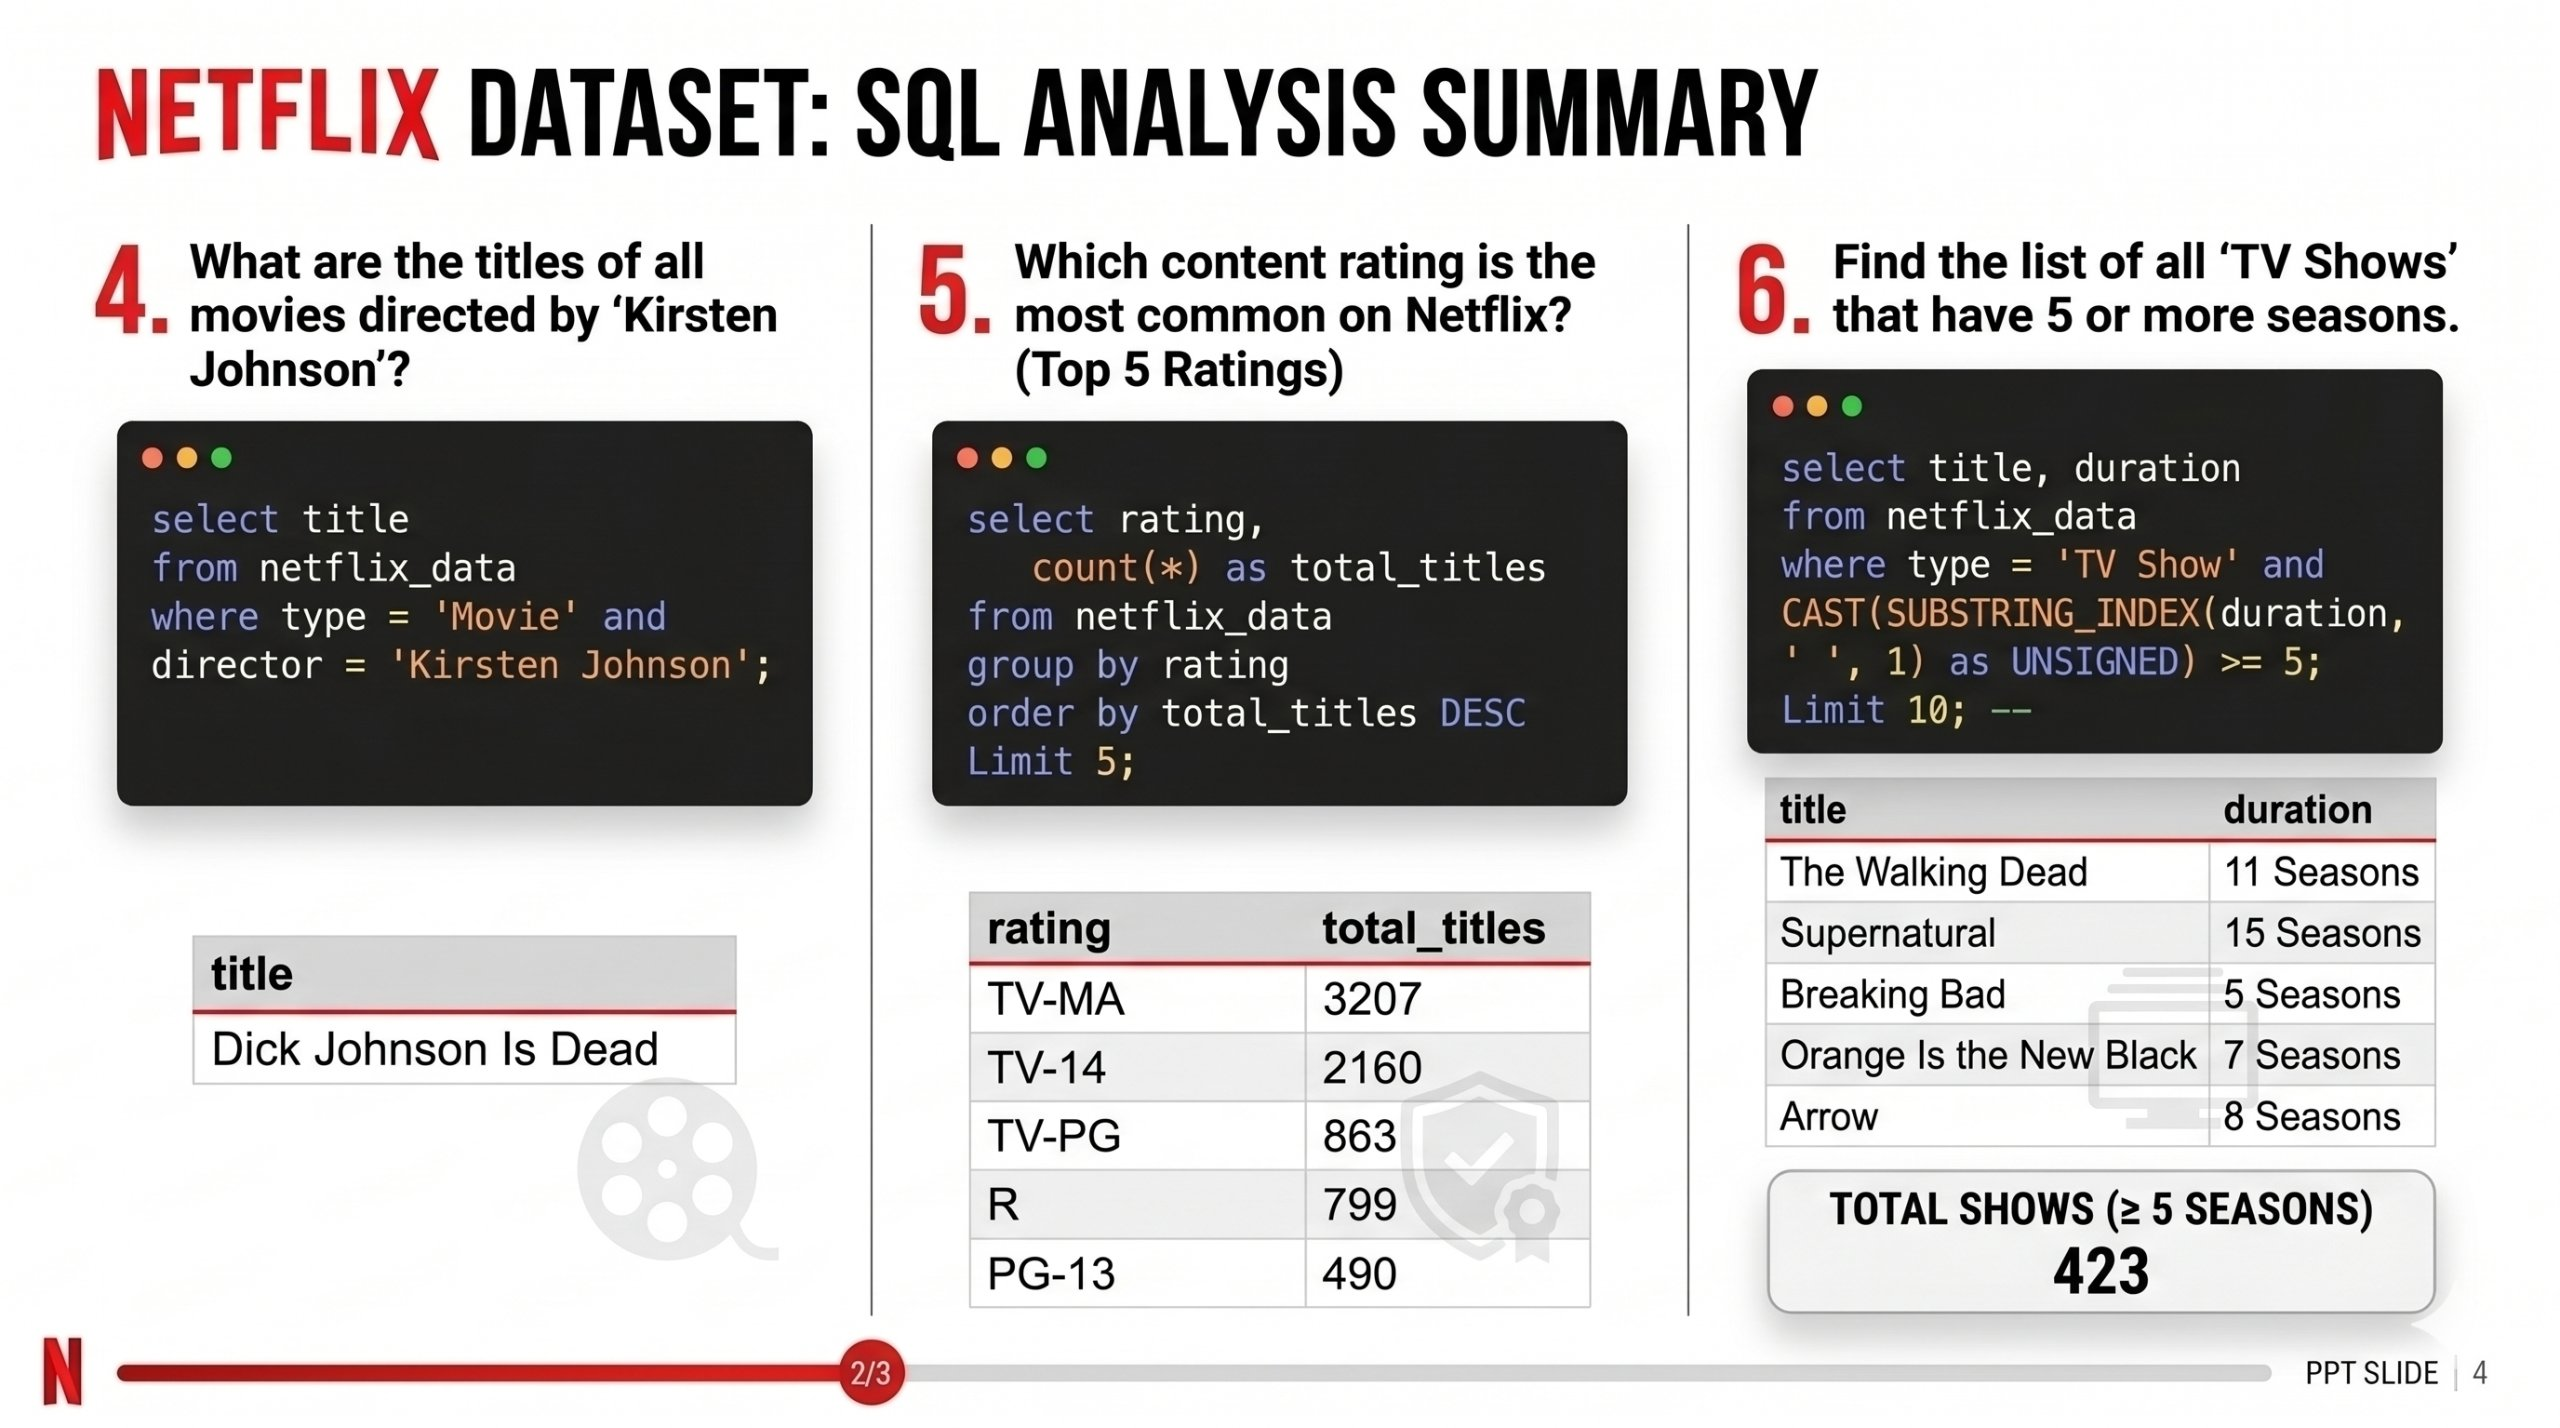 NETFLIX DATASET: SQL ANALYSIS SUMMARY
4. What are the titles of all
movies directed by ‘Kirsten
Johnson’?
select title
from netflix_data
where type = 'Movie' and
director = 'Kirsten Johnson';
title
Dick Johnson Is Dead
5. Which content rating is the
most common on Netflix?
(Top 5 Ratings)
select rating,
count(*) as total_titles
from netflix_data
group by rating
order by total_titles DESC
Limit 5;
rating total_titles
TV-MA 3207
TV-14 2160
TV-PG 863
R 799
PG-13 490
6. Find the list of all ‘TV Shows’
that have 5 or more seasons.
select title, duration
from netflix_data
where type = 'TV Show' and
CAST(SUBSTRING_INDEX(duration,
' ', 1) as UNSIGNED) >= 5;
Limit 10; --
title duration
The Walking Dead 11 Seasons
Supernatural 15 Seasons
Breaking Bad 5 Seasons
Orange Is the New Black 7 Seasons
Arrow 8 Seasons
TOTAL SHOWS (≥ 5 SEASONS)
423
N
2/3
PPT SLIDE | 4